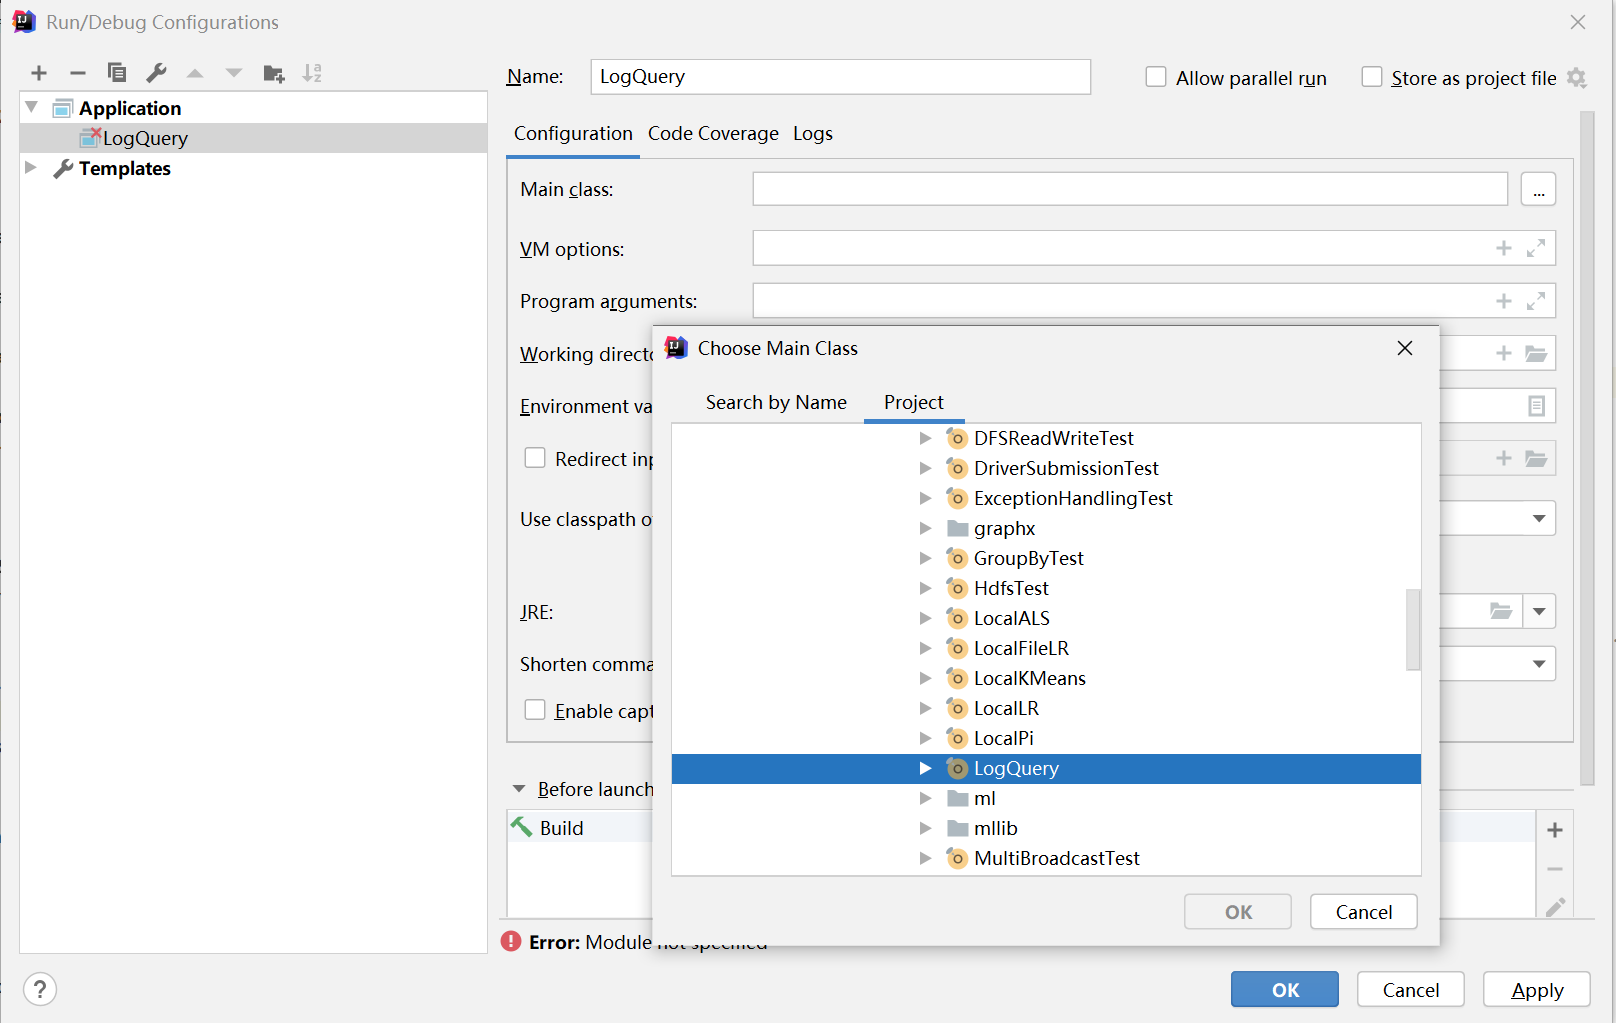 Run/Debug Configurations
Application
LogQuery
Templates
Name:
LogQuery
Allow parallel run
Store as project file
Configuration
Code Coverage
Logs
Main class:
...
VM options:
Program arguments:
Working directo
Environment va
Redirect inp
Use classpath o
JRE:
Shorten comma
Enable capt
Before launch
Build
Error: Module not specified
Choose Main Class
Search by Name
Project
DFSReadWriteTest
DriverSubmissionTest
ExceptionHandlingTest
graphx
GroupByTest
HdfsTest
LocalALS
LocalFileLR
LocalKMeans
LocalLR
LocalPi
LogQuery
ml
mllib
MultiBroadcastTest
OK
Cancel
?
OK
Cancel
Apply